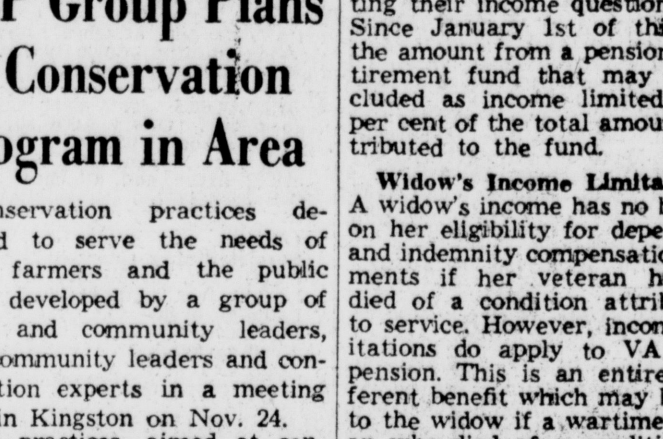 Group Plans
Conservation
ogram in Area
nservation practices de-
d to serve the needs of
farmers and the public
developed by a group of
and community leaders,
ommunity leaders and con-
tion experts in a meeting
in Kingston on Nov. 24.
ting their income question
Since January 1st of thi
the amount from a pension
tirement fund that may
cluded as income limited
per cent of the total amou
tributed to the fund.
Widow's Income Limita
A widow's income has no b
on her eligibility for depe
and indemnity compensatio
ments if her veteran h
died of a condition attri
to service. However, incom
itations do apply to VA
pension. This is an entire
ferent benefit which may b
to the widow if a wartime